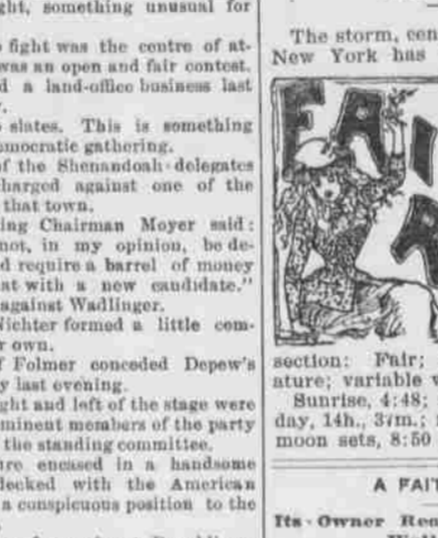 ght, something unusual for
fight was the centre of at-
was an open and fair contest.
d a land-office business last
slates. This is something
emocratic gathering.
of the Shenandoah delegates
harged against one of the
that town.
ing Chairman Moyer said:
not, in my opinion, be de-
d require a barrel of money
at with a new candidate."
against Wadlinger.
Nichter formed a little com-
r own.
f Folmer conceded Depew's
y last evening.
ght and left of the stage were
ominent members of the party
the standing committee.
are encased in a handsome
decked with the American
a conspicuous position to the
The storm, cen
New York has
FAI
R
section: Fair;
ature; variable w
Sunrise, 4:48;
day, 14h., 37m.;
moon sets, 8:50
A FAIT
Its Owner Ren